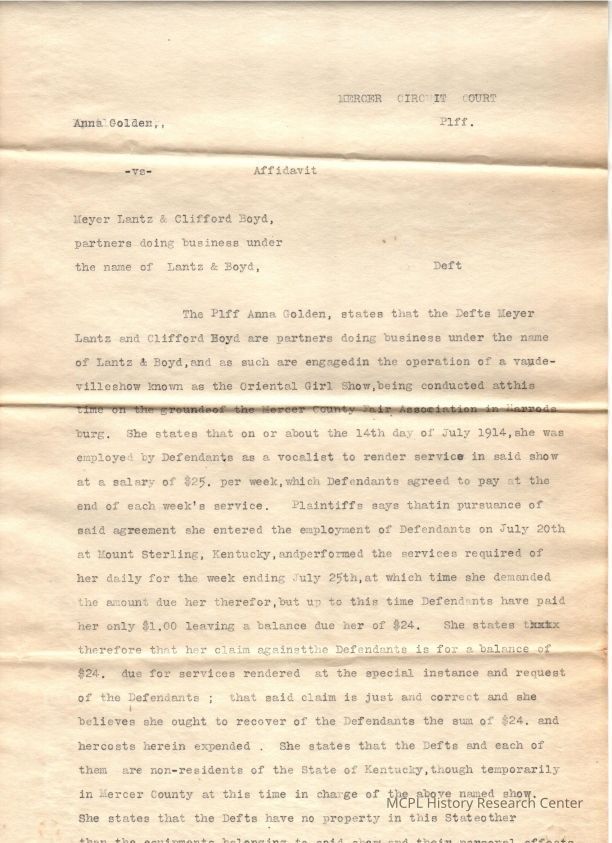 MERCER CIRCUIT COURT
Anna Golden,, Plff.
-vs- Affidavit
Meyer Lantz & Clifford Boyd,
partners doing business under
the name of Lantz & Boyd, Deft
The Plff Anna Golden, states that the Defts Meyer
Lantz and Clifford Boyd are partners doing business under the name
of Lantz & Boyd,and as such are engagedin the operation of a vaude-
villeshow known as the Oriental Girl Show,being conducted atthis
time on the groundsof the Mercer County Fair Association in Harrods
burg. She states that on or about the 14th day of July 1914,she was
employed by Defendants as a vocalist to render service in said show
at a salary of $25. per week,which Defendants agreed to pay at the
end of each week's service. Plaintiffs says thatin pursuance of
said agreement she entered the employment of Defendants on July 20th
at Mount Sterling, Kentucky,andperformed the services required of
her daily for the week ending July 25th,at which time she demanded
the amount due her therefor,but up to this time Defendants have paid
her only $1.00 leaving a balance due her of $24. She states
therefore that her claim againstthe Defendants is for a balance of
$24. due for services rendered at the special instance and request
of the Defendants ; that said claim is just and correct and she
believes she ought to recover of the Defendants the sum of $24. and
hercosts herein expended . She states that the Defts and each of
them are non-residents of the State of Kentucky,though temporarily
in Mercer County at this time in charge of the above named show.
MCPL History Research Center
She states that the Defts have no property in this Stateother
than the equipments belonging to said show and their personal effects